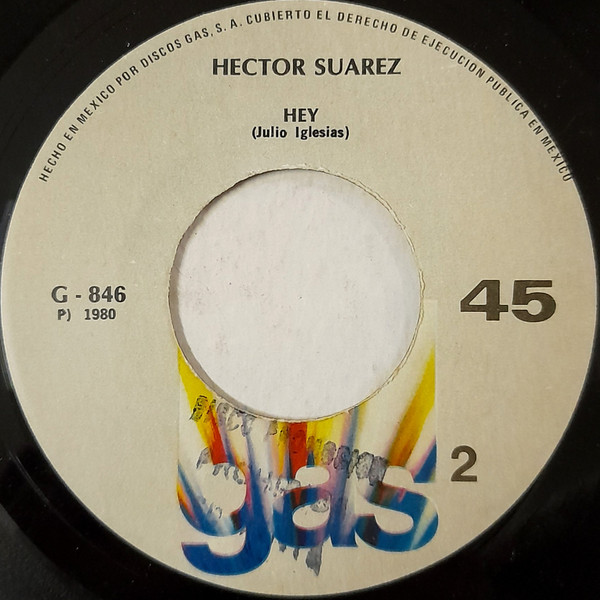 HECHO EN MEXICO POR DISCOS GAS, S. A. CUBIERTO EL DERECHO DE EJECUCION PUBLICA EN MEXICO
HECTOR SUAREZ
HEY
(Julio Iglesias)
G - 846
P) 1980
45
2
gas